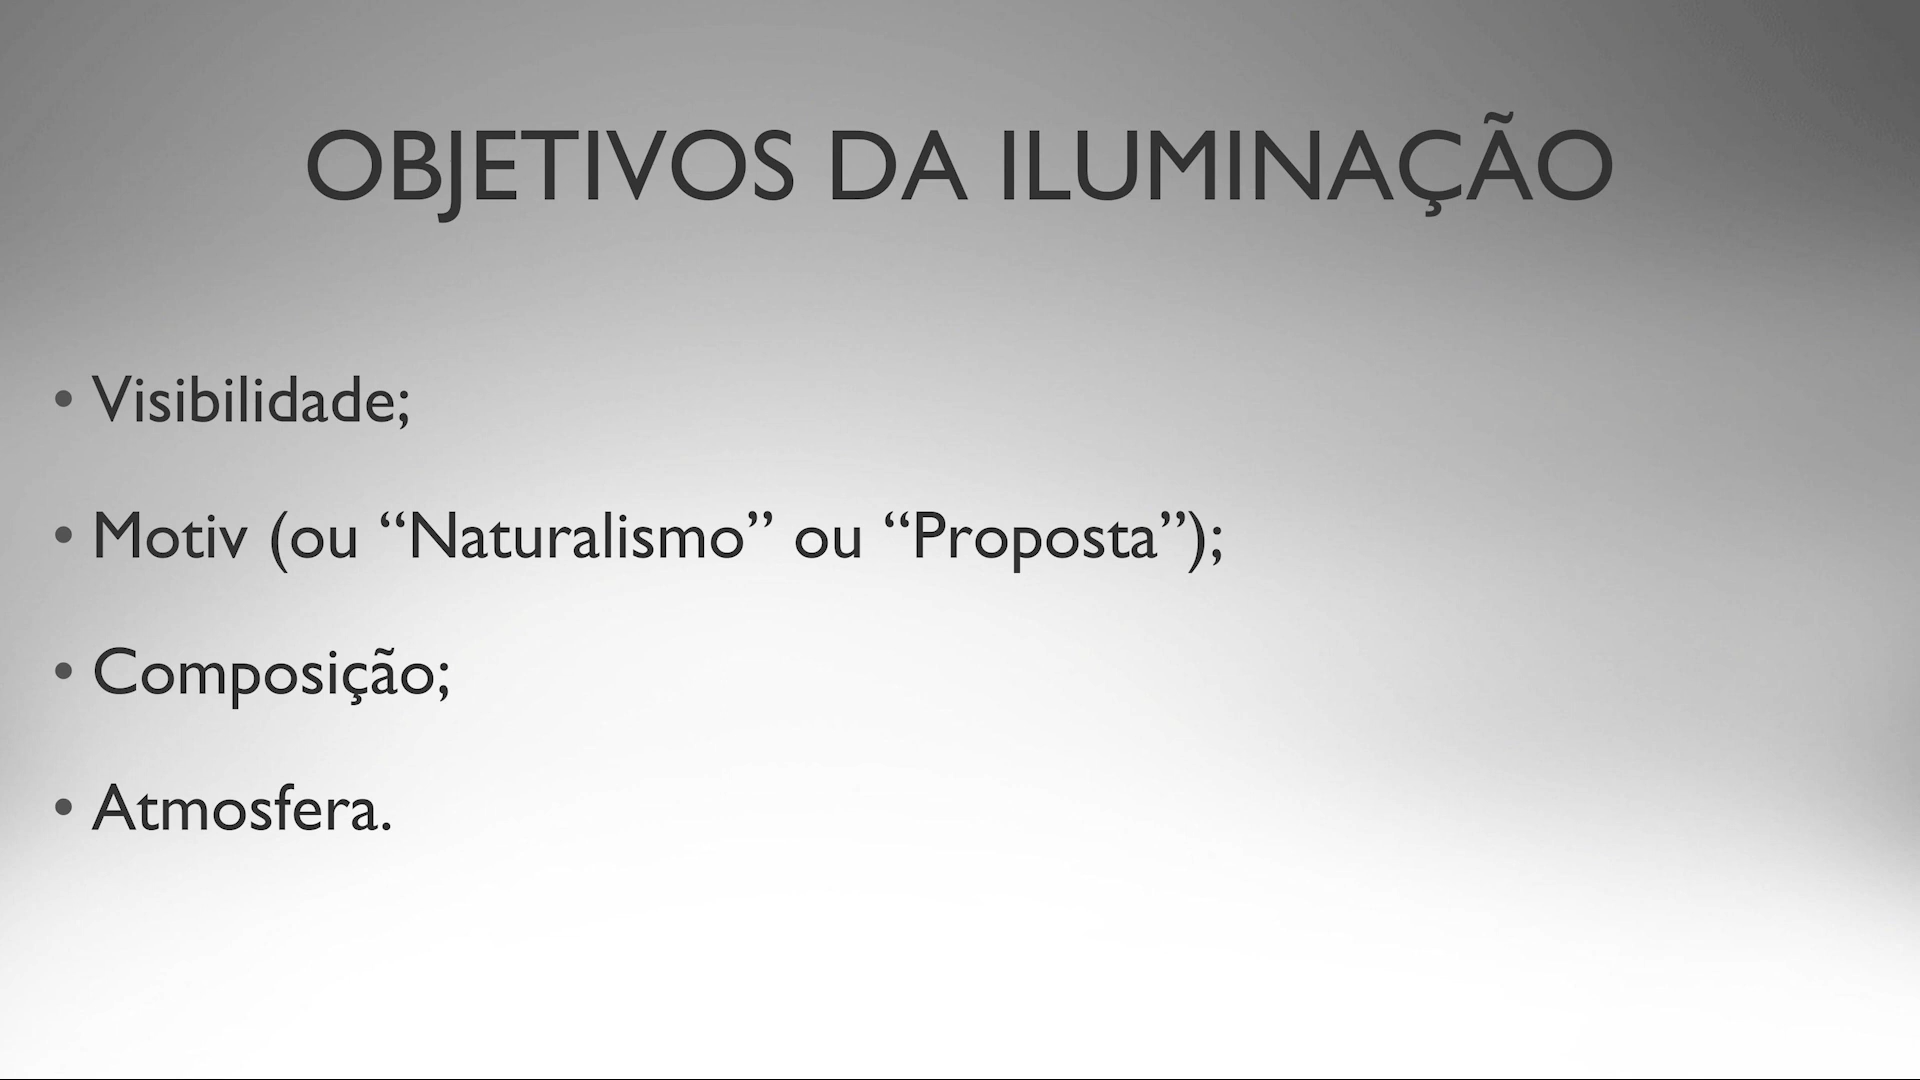 OBJETIVOS DA ILUMINAÇÃO
• Visibilidade;
• Motiv (ou “Naturalismo” ou “Proposta”);
• Composição;
• Atmosfera.